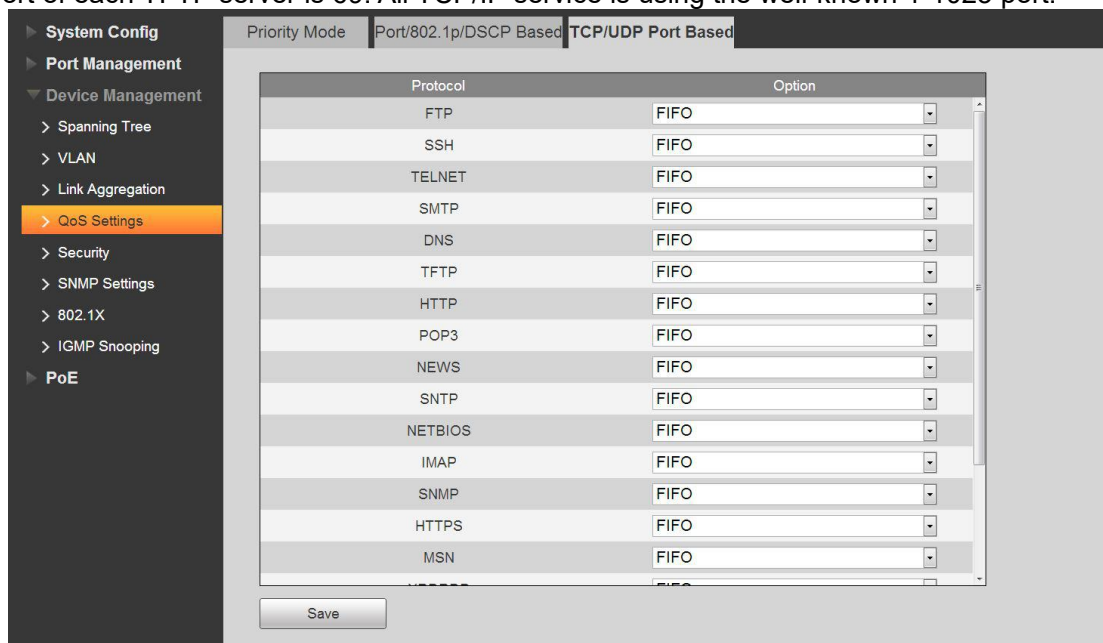 port of each TFTP server is 69. All TCP/IP service is using the well-known 1-1023 port.
System Config
Port Management
Device Management
Spanning Tree
VLAN
Link Aggregation
QoS Settings
Security
SNMP Settings
802.1X
IGMP Snooping
PoE
Priority Mode Port/802.1p/DSCP Based TCP/UDP Port Based
Protocol Option
FTP FIFO
SSH FIFO
TELNET FIFO
SMTP FIFO
DNS FIFO
TFTP FIFO
HTTP FIFO
POP3 FIFO
NEWS FIFO
SNTP FIFO
NETBIOS FIFO
IMAP FIFO
SNMP FIFO
HTTPS FIFO
MSN FIFO
FIFO
Save